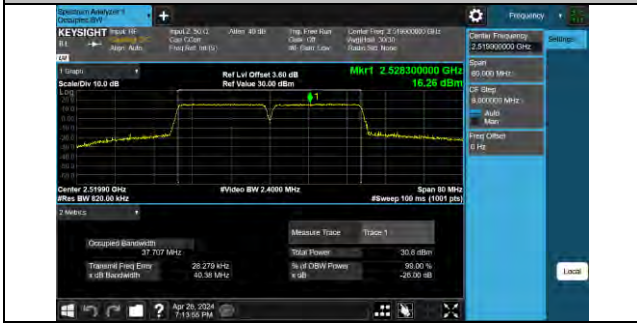 Spectrum Analyzer 1
Occupied BW
Frequency
KEYSIGHT Input: RF
Align: Auto
Input Z: 50 Ω
Corr CCorr
Freq Ref: Int (S)
Atten: 40 dB
Trig: Free Run
Gate: Off
#IF Gain: Low
Center Freq: 2.519900000 GHz
Avg|Hold: 30/30
Radio Std: None
Center Frequency
2.519900000 GHz
Settings
Span
80.000 MHz
CF Step
8.000000 MHz
Auto
Man
Freq Offset
0 Hz
1 Graph
Scale/Div 10.0 dB
Log
Ref Lvl Offset 3.60 dB
Ref Value 30.00 dBm
Mkr1 2.528300000 GHz
16.26 dBm
1
Center 2.51990 GHz
#Res BW 820.00 kHz
#Video BW 2.4000 MHz
Span 80 MHz
#Sweep 100 ms (1001 pts)
2 Metrics
Measure Trace
Trace 1
Occupied Bandwidth
37.707 MHz
Total Power
30.6 dBm
Transmit Freq Error
28.279 kHz
% of OBW Power
99.00 %
x dB Bandwidth
40.38 MHz
x dB
-26.00 dB
Local
Apr 26, 2024
7:13:55 PM